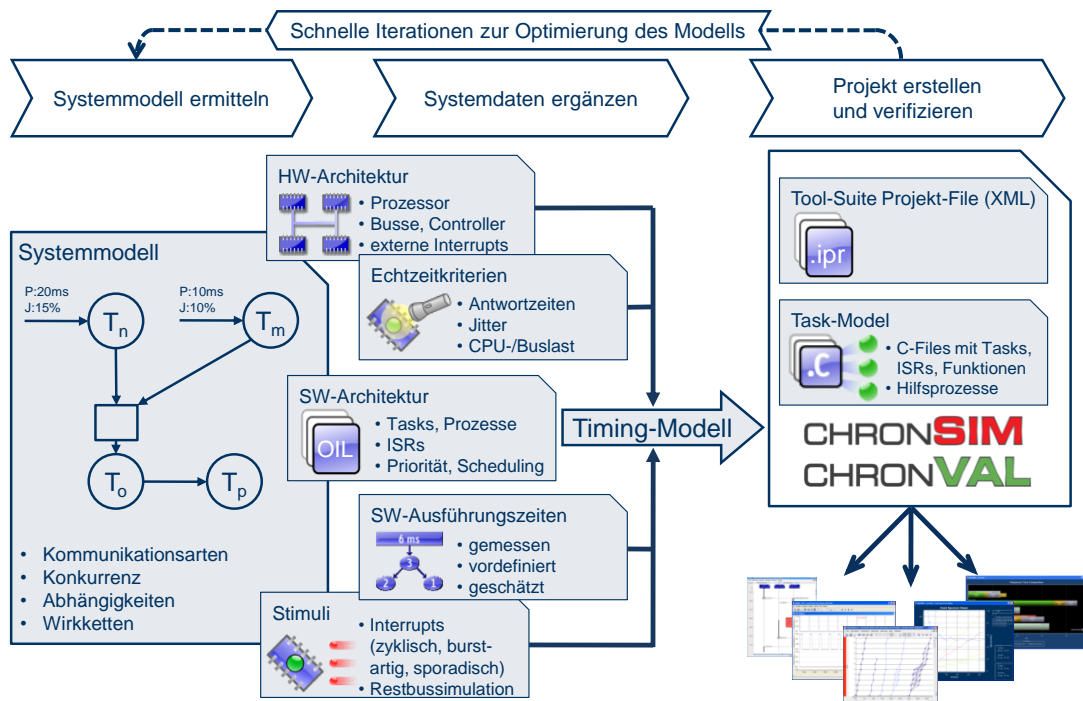 Schnelle Iterationen zur Optimierung des Modells
Systemmodell ermitteln
Systemdaten ergänzen
Projekt erstellen
und verifizieren
HW-Architektur
• Prozessor
• Busse, Controller
• externe Interrupts
Systemmodell
P:20ms
J:15%
P:10ms
J:10%
Tn
Tm
To
Tp
• Kommunikationsarten
• Konkurrenz
• Abhängigkeiten
• Wirkketten
Echtzeitkriterien
• Antwortzeiten
• Jitter
• CPU-/Buslast
SW-Architektur
OIL
• Tasks, Prozesse
• ISRs
• Priorität, Scheduling
SW-Ausführungszeiten
6 ms
3
2
1
• gemessen
• vordefiniert
• geschätzt
Stimuli
• Interrupts
(zyklisch, burst-
artig, sporadisch)
• Restbussimulation
Timing-Modell
Tool-Suite Projekt-File (XML)
.ipr
Task-Model
.C
• C-Files mit Tasks,
ISRs, Funktionen
• Hilfsprozesse
CHRONSIM
CHRONVAL